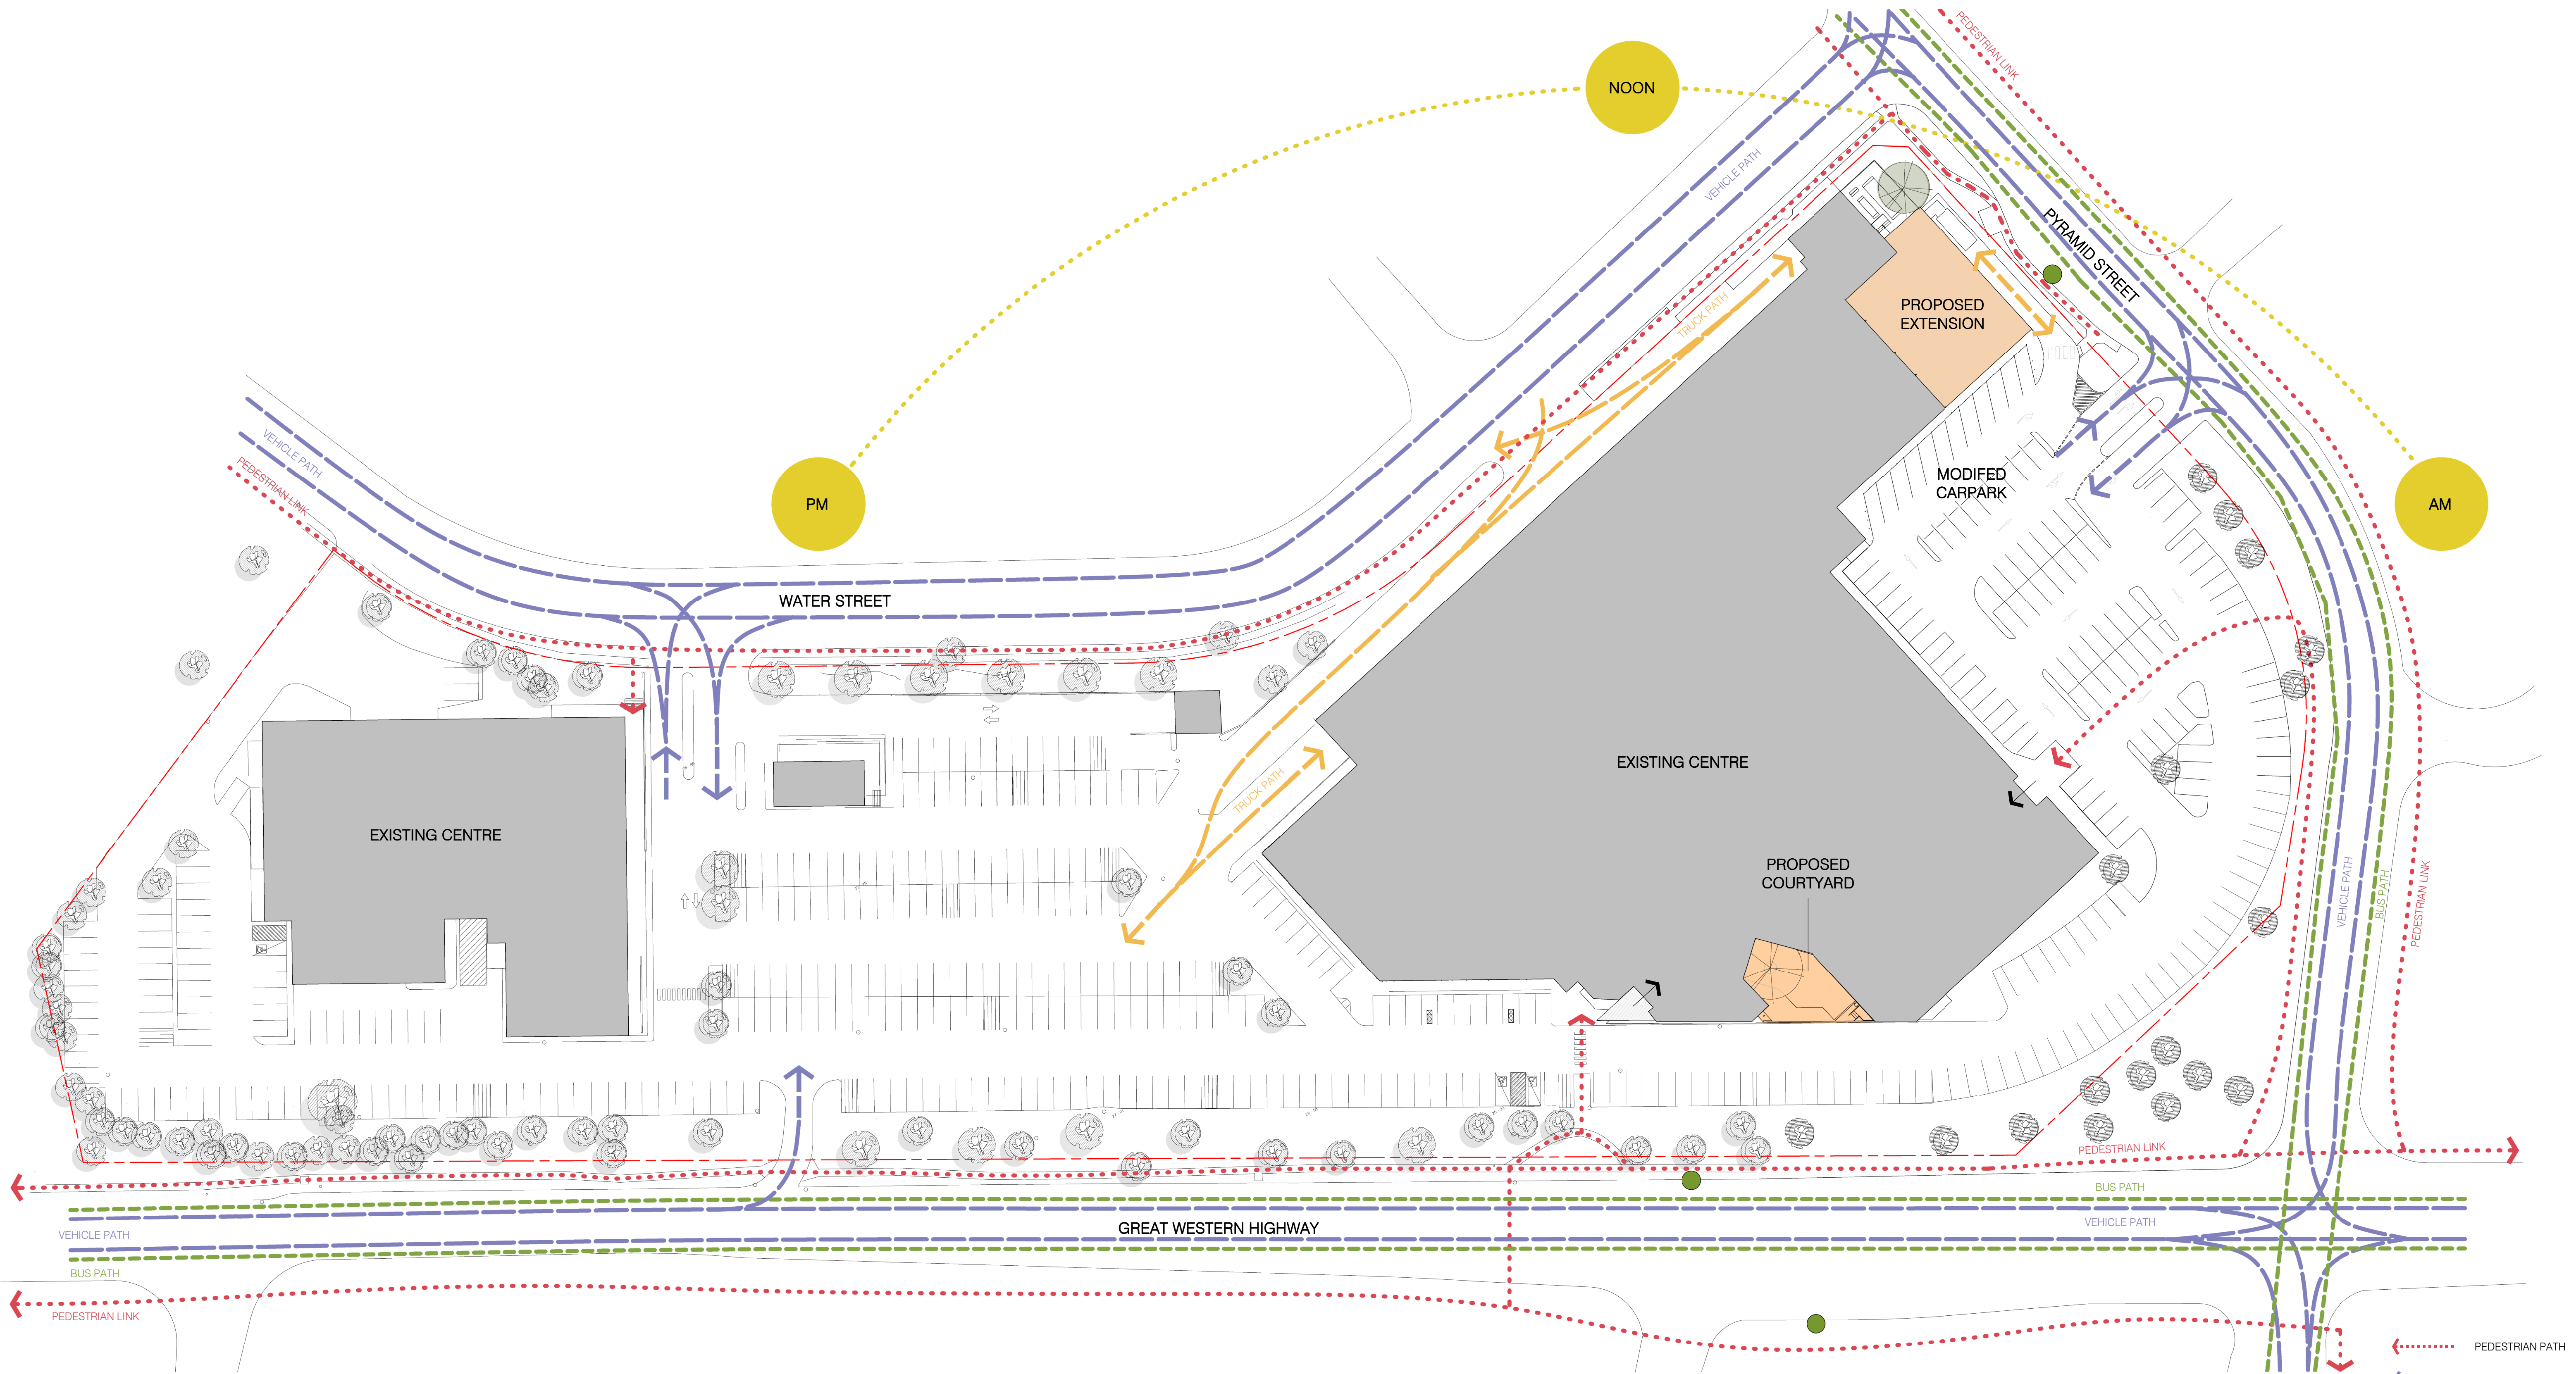 PEDESTRIAN LINK
NOON
VEHICLE PATH
PYRAMID STREET
PROPOSED
EXTENSION
TRUCK PATH
VEHICLE PATH
PEDESTRIAN LINK
MODIFED
CARPARK
PM
AM
WATER STREET
EXISTING CENTRE
TRUCK PATH
EXISTING CENTRE
PROPOSED
COURTYARD
VEHICLE PATH
BUS PATH
PEDESTRIAN LINK
PEDESTRIAN LINK
BUS PATH
VEHICLE PATH
GREAT WESTERN HIGHWAY
VEHICLE PATH
BUS PATH
PEDESTRIAN LINK
PEDESTRIAN PATH